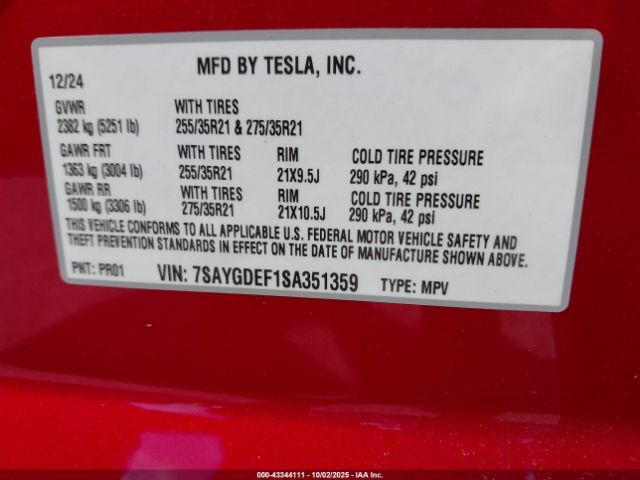 MFD BY TESLA, INC.
12/24
GVWR WITH TIRES
2382 kg (5251 lb) 255/35R21 & 275/35R21
GAWR FRT WITH TIRES RIM COLD TIRE PRESSURE
1363 kg (3004 lb) 255/35R21 21X9.5J 290 kPa, 42 psi
GAWR RR WITH TIRES RIM COLD TIRE PRESSURE
1500 kg (3306 lb) 275/35R21 21X10.5J 290 kPa, 42 psi
THIS VEHICLE CONFORMS TO ALL APPLICABLE U.S. FEDERAL MOTOR VEHICLE SAFETY AND
THEFT PREVENTION STANDARDS IN EFFECT ON THE DATE OF MANUFACTURE SHOWN ABOVE.
PNT: PR01 VIN: 7SAYGDEF1SA351359 TYPE: MPV
000-43344111 - 10/02/2025 - IAA Inc.